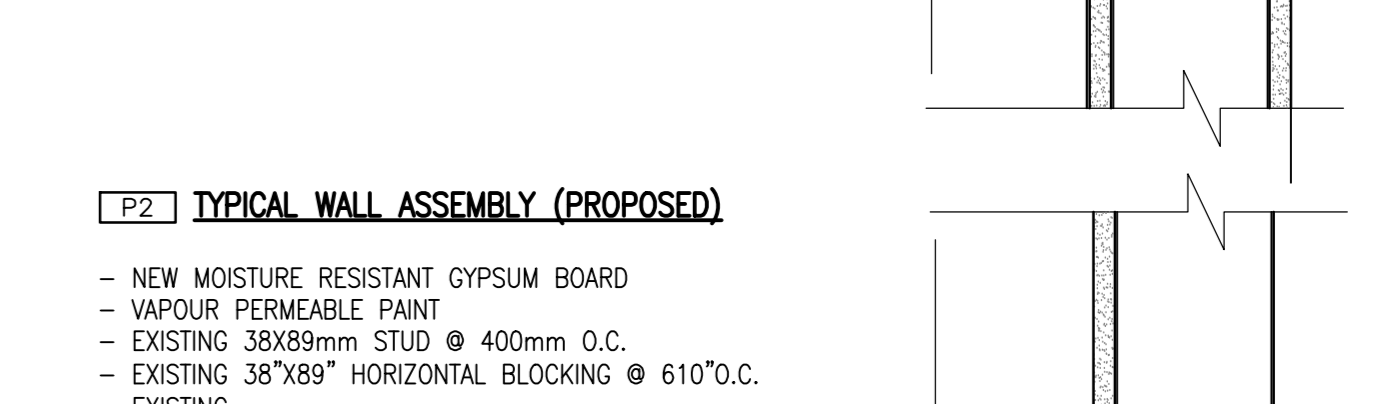 P2 TYPICAL WALL ASSEMBLY (PROPOSED)
– NEW MOISTURE RESISTANT GYPSUM BOARD
– VAPOUR PERMEABLE PAINT
– EXISTING 38X89mm STUD @ 400mm O.C.
– EXISTING 38"X89" HORIZONTAL BLOCKING @ 610"O.C.
EXISTING